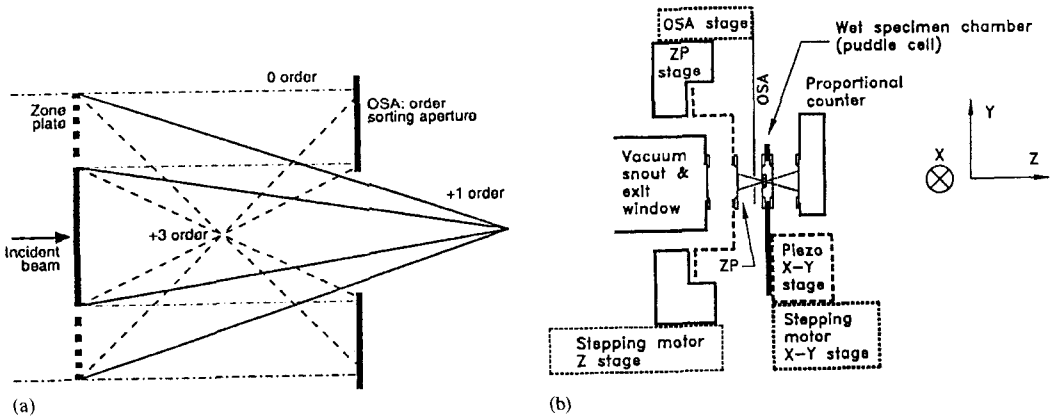 0 order
Zone
plate
OSA: order
sorting aperture
+1 order
+3 order
Incident
beam
(a)
OSA stage
ZP
stage
OSA
Wet specimen chamber
(puddle cell)
Proportional
counter
Vacuum
snout &
exit
window
Y
X
Z
ZP
Piezo
X-Y
stage
Stepping motor
Z stage
Stepping
motor
X-Y stage
(b)